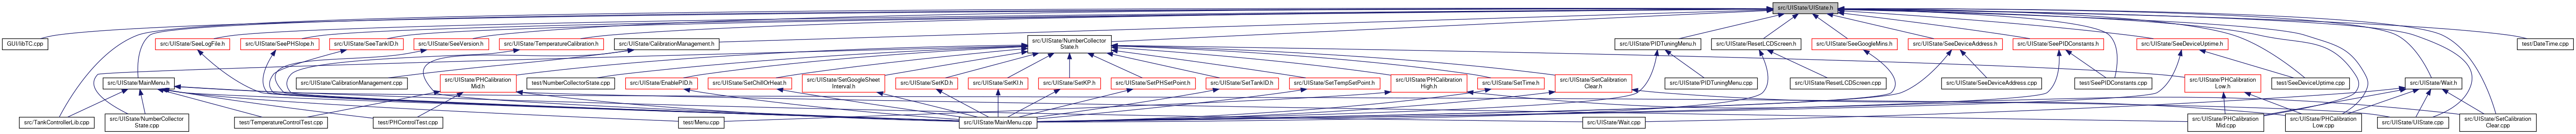 src/UIState/UIState.h
GUI/libTC.cpp
src/UIState/SeeLogFile.h
src/UIState/SeePHSlope.h
src/UIState/SeeTankID.h
src/UIState/SeeVersion.h
src/UIState/TemperatureCalibration.h
src/UIState/CalibrationManagement.h
src/UIState/NumberCollector
State.h
src/UIState/PIDTuningMenu.h
src/UIState/ResetLCDScreen.h
src/UIState/SeeGoogleMins.h
src/UIState/SeeDeviceAddress.h
src/UIState/SeePIDConstants.h
src/UIState/SeeDeviceUptime.h
test/DateTime.cpp
src/UIState/MainMenu.h
src/UIState/CalibrationManagement.cpp
src/UIState/PHCalibration
Mid.h
test/NumberCollectorState.cpp
src/UIState/EnablePID.h
src/UIState/SetChillOrHeat.h
src/UIState/SetGoogleSheet
Interval.h
src/UIState/SetKD.h
src/UIState/SetKI.h
src/UIState/SetKP.h
src/UIState/SetPHSetPoint.h
src/UIState/SetTankID.h
src/UIState/SetTempSetPoint.h
src/UIState/PHCalibration
High.h
src/UIState/SetTime.h
src/UIState/SetCalibration
Clear.h
src/UIState/PIDTuningMenu.cpp
src/UIState/ResetLCDScreen.cpp
src/UIState/SeeDeviceAddress.cpp
test/SeePIDConstants.cpp
src/UIState/PHCalibration
Low.h
test/SeeDeviceUptime.cpp
src/UIState/Wait.h
src/TankControllerLib.cpp
src/UIState/NumberCollector
State.cpp
test/TemperatureControlTest.cpp
test/PHControlTest.cpp
test/Menu.cpp
src/UIState/MainMenu.cpp
src/UIState/Wait.cpp
src/UIState/PHCalibration
Mid.cpp
src/UIState/PHCalibration
Low.cpp
src/UIState/UIState.cpp
src/UIState/SetCalibration
Clear.cpp